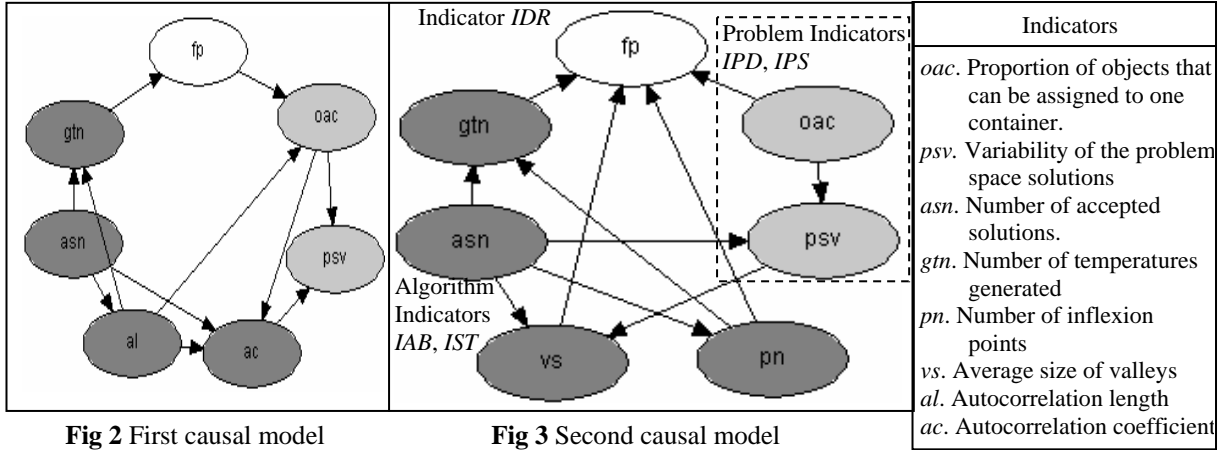 fp
gtn
oac
asn
psv
al
ac
Fig 2 First causal model
Indicator IDR
fp
Problem Indicators
IPD, IPS
gtn
oac
asn
psv
Algorithm
Indicators
IAB, IST
vs
pn
Fig 3 Second causal model
Indicators
oac. Proportion of objects that
can be assigned to one
container.
psv. Variability of the problem
space solutions
asn. Number of accepted
solutions.
gtn. Number of temperatures
generated
pn. Number of inflexion
points
vs. Average size of valleys
al. Autocorrelation length
ac. Autocorrelation coefficient